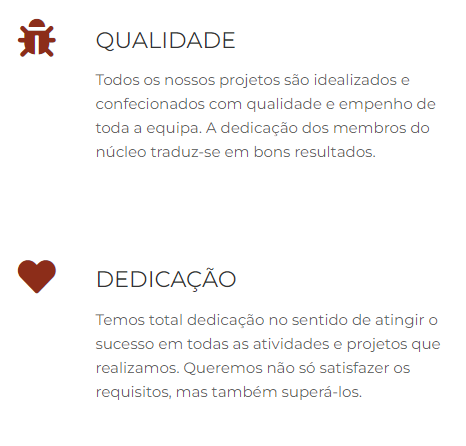 QUALIDADE
Todos os nossos projetos são idealizados e
confecionados com qualidade e empenho de
toda a equipa. A dedicação dos membros do
núcleo traduz-se em bons resultados.
DEDICAÇÃO
Temos total dedicação no sentido de atingir o
sucesso em todas as atividades e projetos que
realizamos. Queremos não só satisfazer os
requisitos, mas também superá-los.